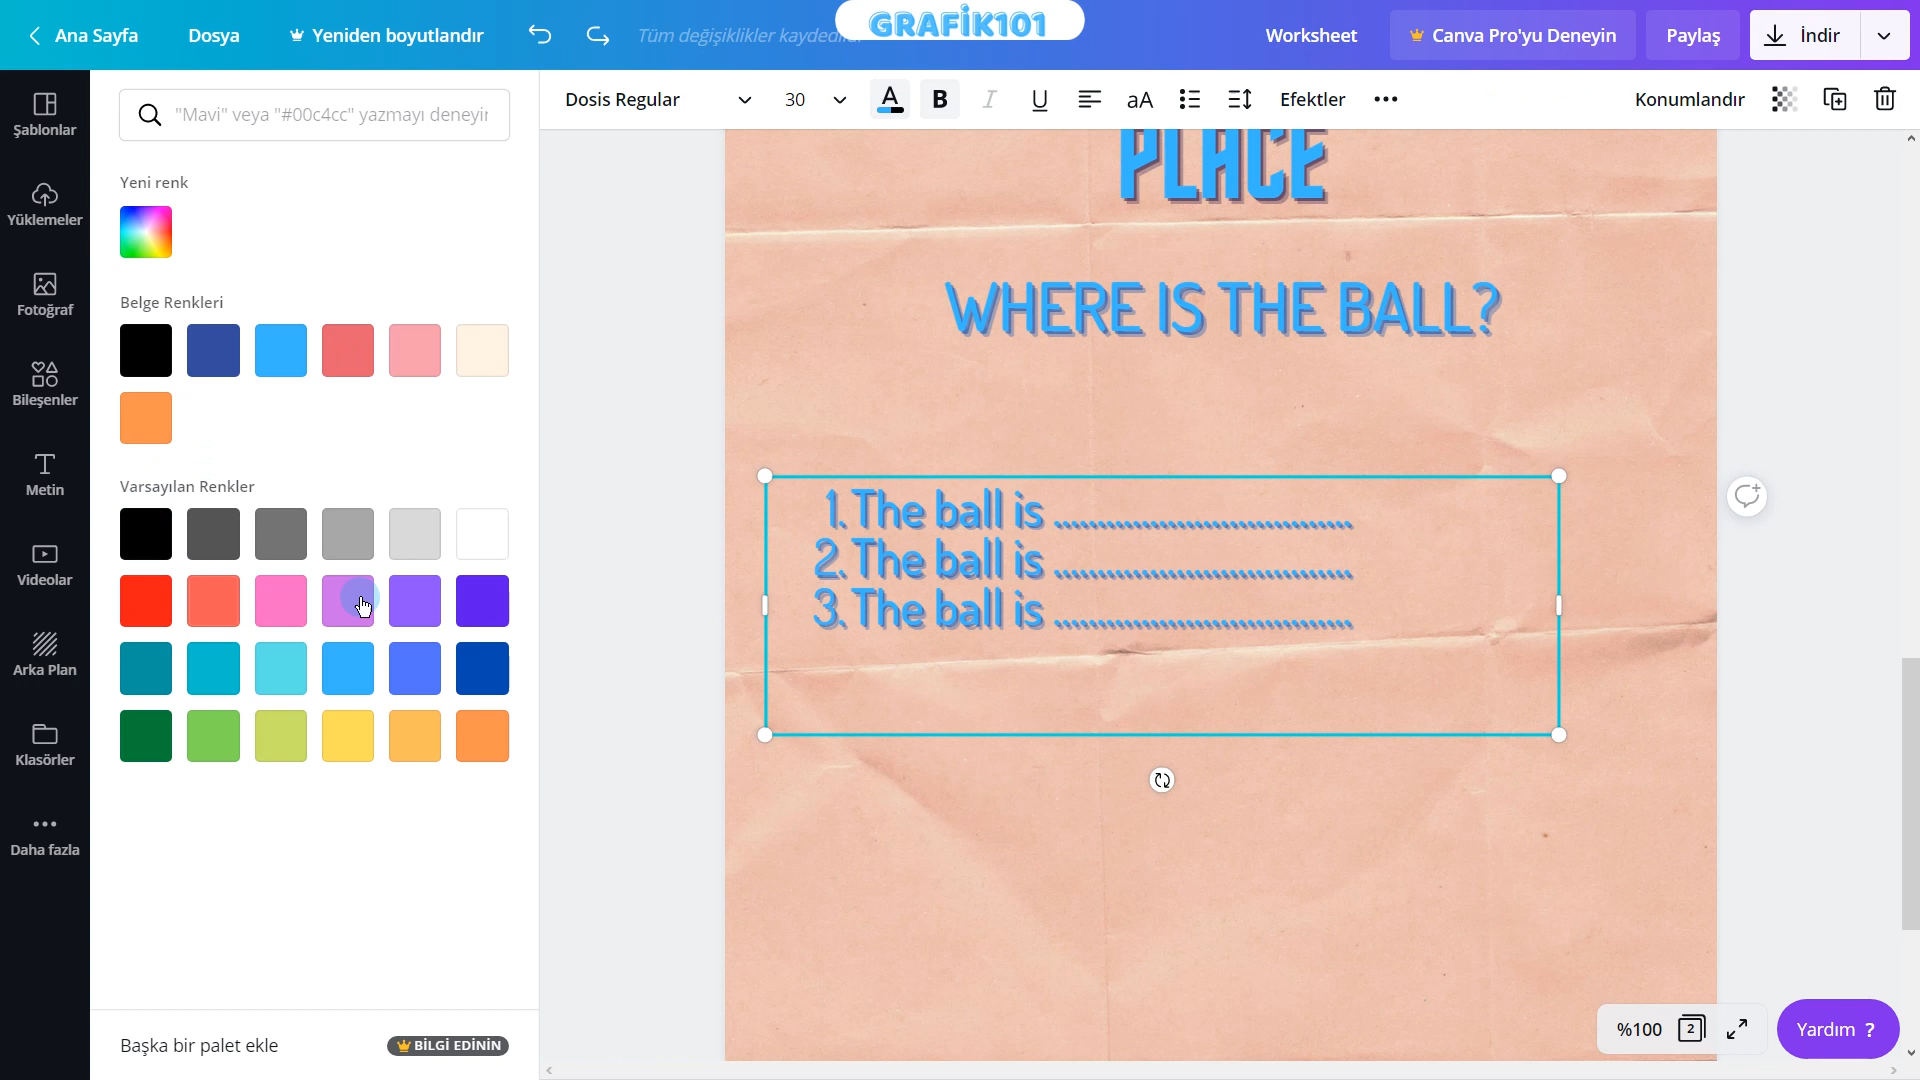 GRAFİK101
Ana Sayfa
Dosya
Yeniden boyutlandır
Tüm değişiklikler kaydedildi
Worksheet
Canva Pro'yu Deneyin
Paylaş
İndir
Dosis Regular
30
A
B
I
U
aA
Efektler
Konumlandır
Şablonlar
Yüklemeler
Fotoğraf
Bileşenler
Metin
Videolar
Arka Plan
Klasörler
Daha fazla
"Mavi" veya "#00c4cc" yazmayı deneyin
Yeni renk
Belge Renkleri
Varsayılan Renkler
Başka bir palet ekle
BİLGİ EDİNİN
PLACE
WHERE IS THE BALL?
1. The ball is ........................................
2. The ball is ........................................
3. The ball is ........................................
%100
2
Yardım ?